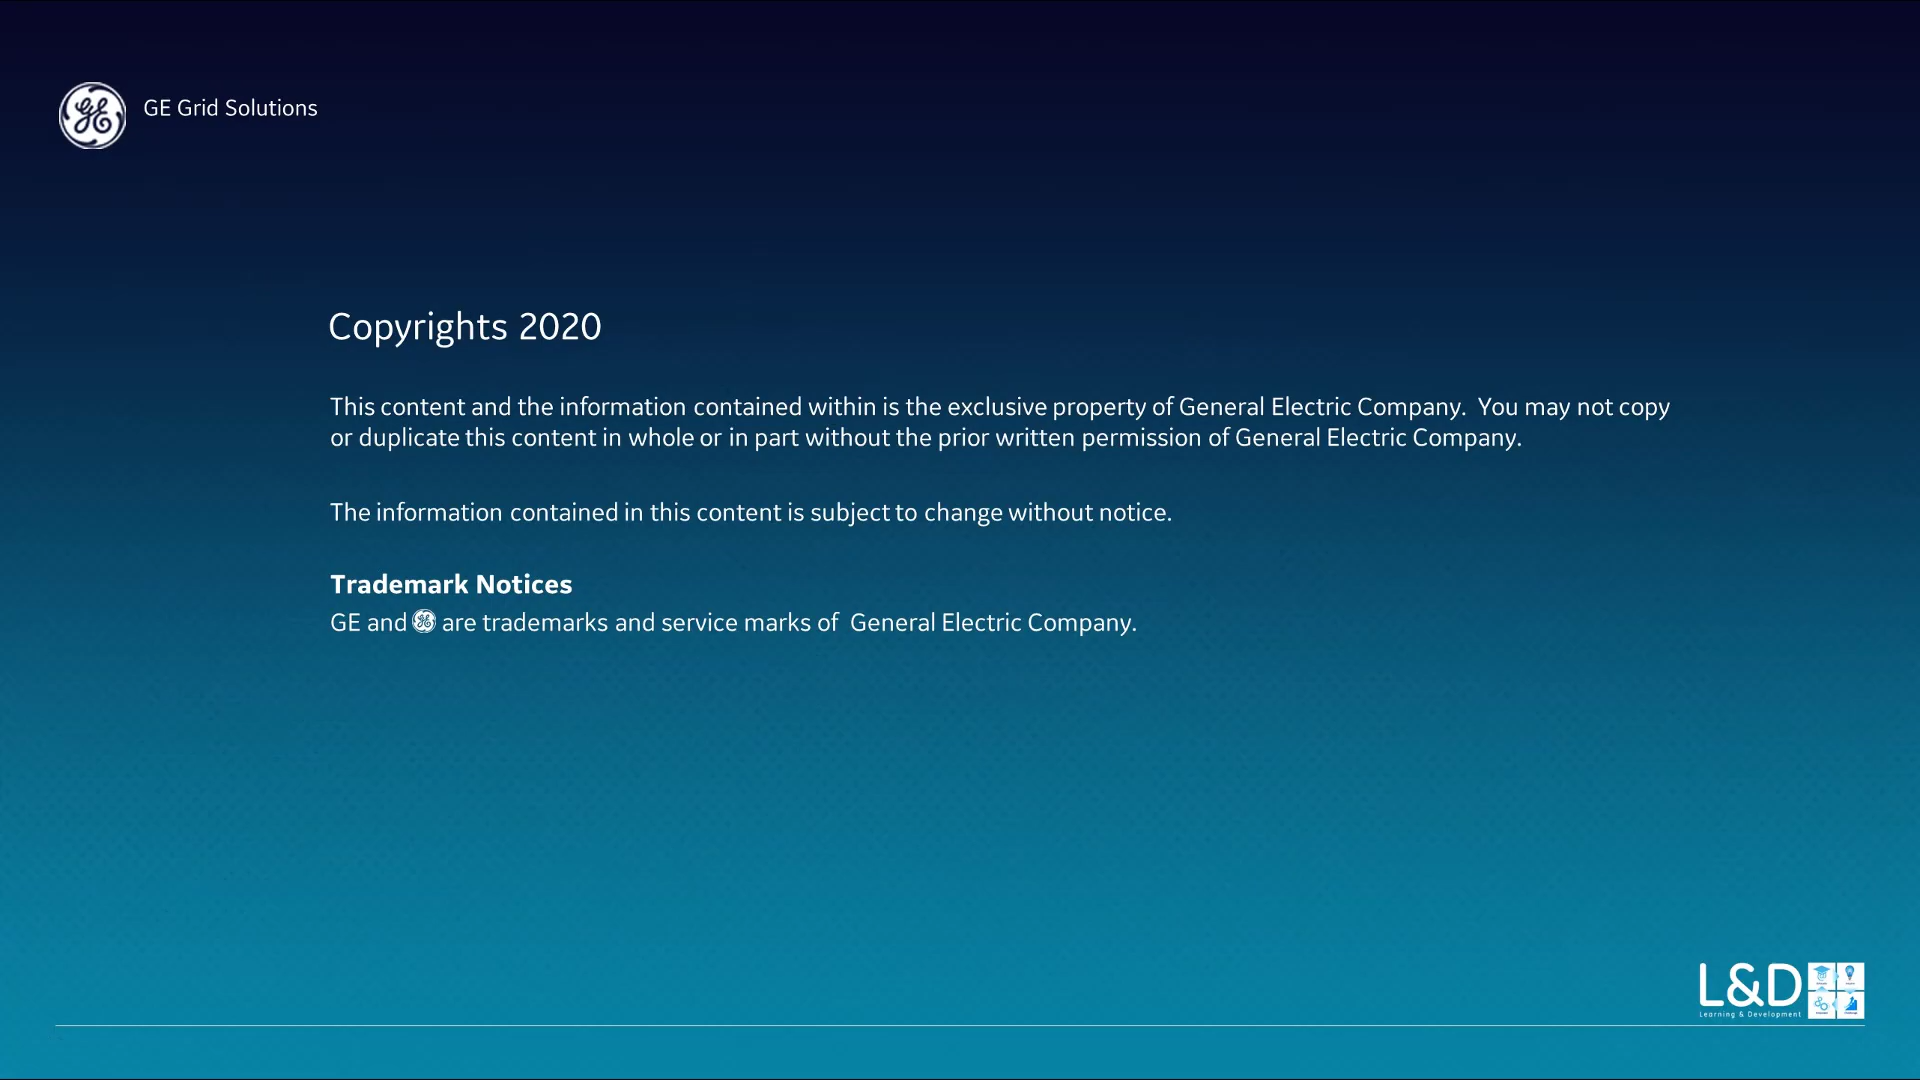 GE Grid Solutions
Copyrights 2020
This content and the information contained within is the exclusive property of General Electric Company.  You may not copy
or duplicate this content in whole or in part without the prior written permission of General Electric Company.
The information contained in this content is subject to change without notice.
Trademark Notices
GE and GE are trademarks and service marks of  General Electric Company.
L&D
Learning & Development